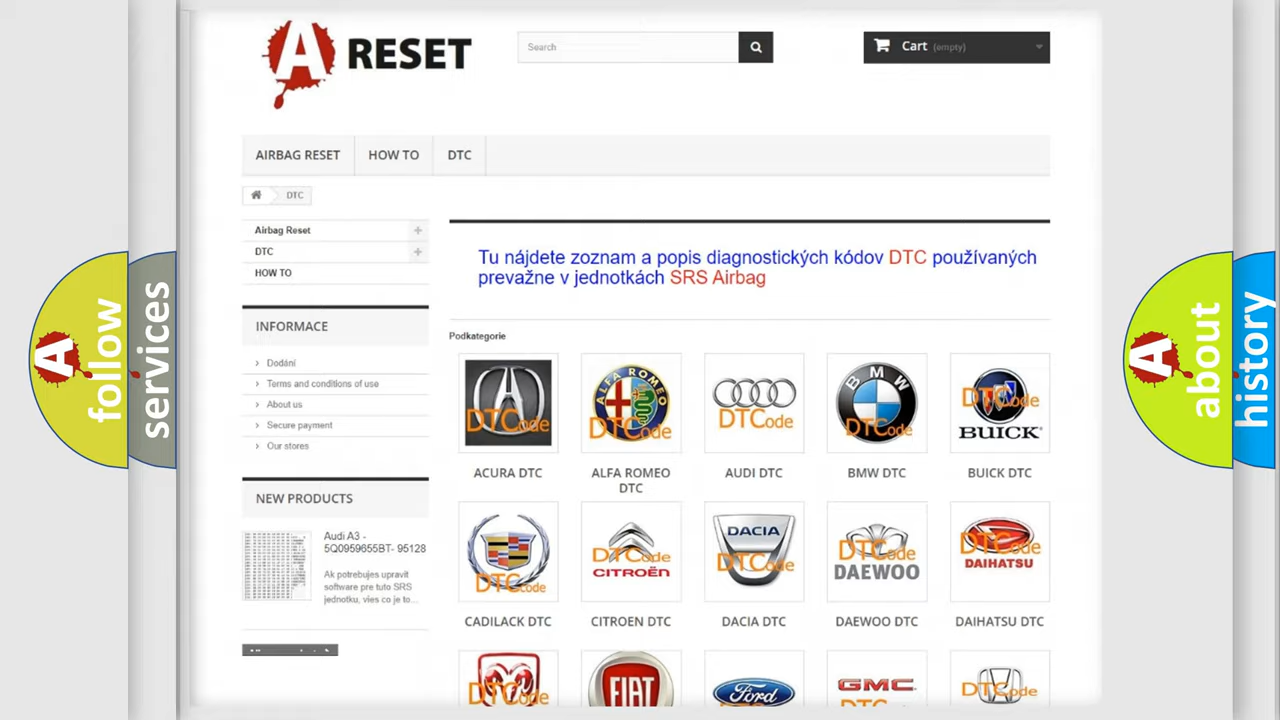 A RESET
Search
Cart (empty)
AIRBAG RESET
HOW TO
DTC
DTC
Airbag Reset
DTC
HOW TO
INFORMACE
Dodání
Terms and conditions of use
About us
Secure payment
Our stores
NEW PRODUCTS
Audi A3 -
5Q0959655BT- 95128
Ak potrebujes upravit
software pre tuto SRS
jednotku, vies co je to...
Tu nájdete zoznam a popis diagnostických kódov DTC používaných
prevažne v jednotkách SRS Airbag
Podkategorie
DTCode
ALFA ROMEO
DTCode
DTCode
BMW
DTCode
DTCode
BUICK
ACURA DTC
ALFA ROMEO
DTC
AUDI DTC
BMW DTC
BUICK DTC
DTCode
DTCode
CITROËN
DACIA
DTCode
DTCode
DAEWOO
DTCode
DAIHATSU
CADILACK DTC
CITROEN DTC
DACIA DTC
DAEWOO DTC
DAIHATSU DTC
DTCode
FIAT
Ford
DTCode
GMC
DTCode
A follow
services
A about
history